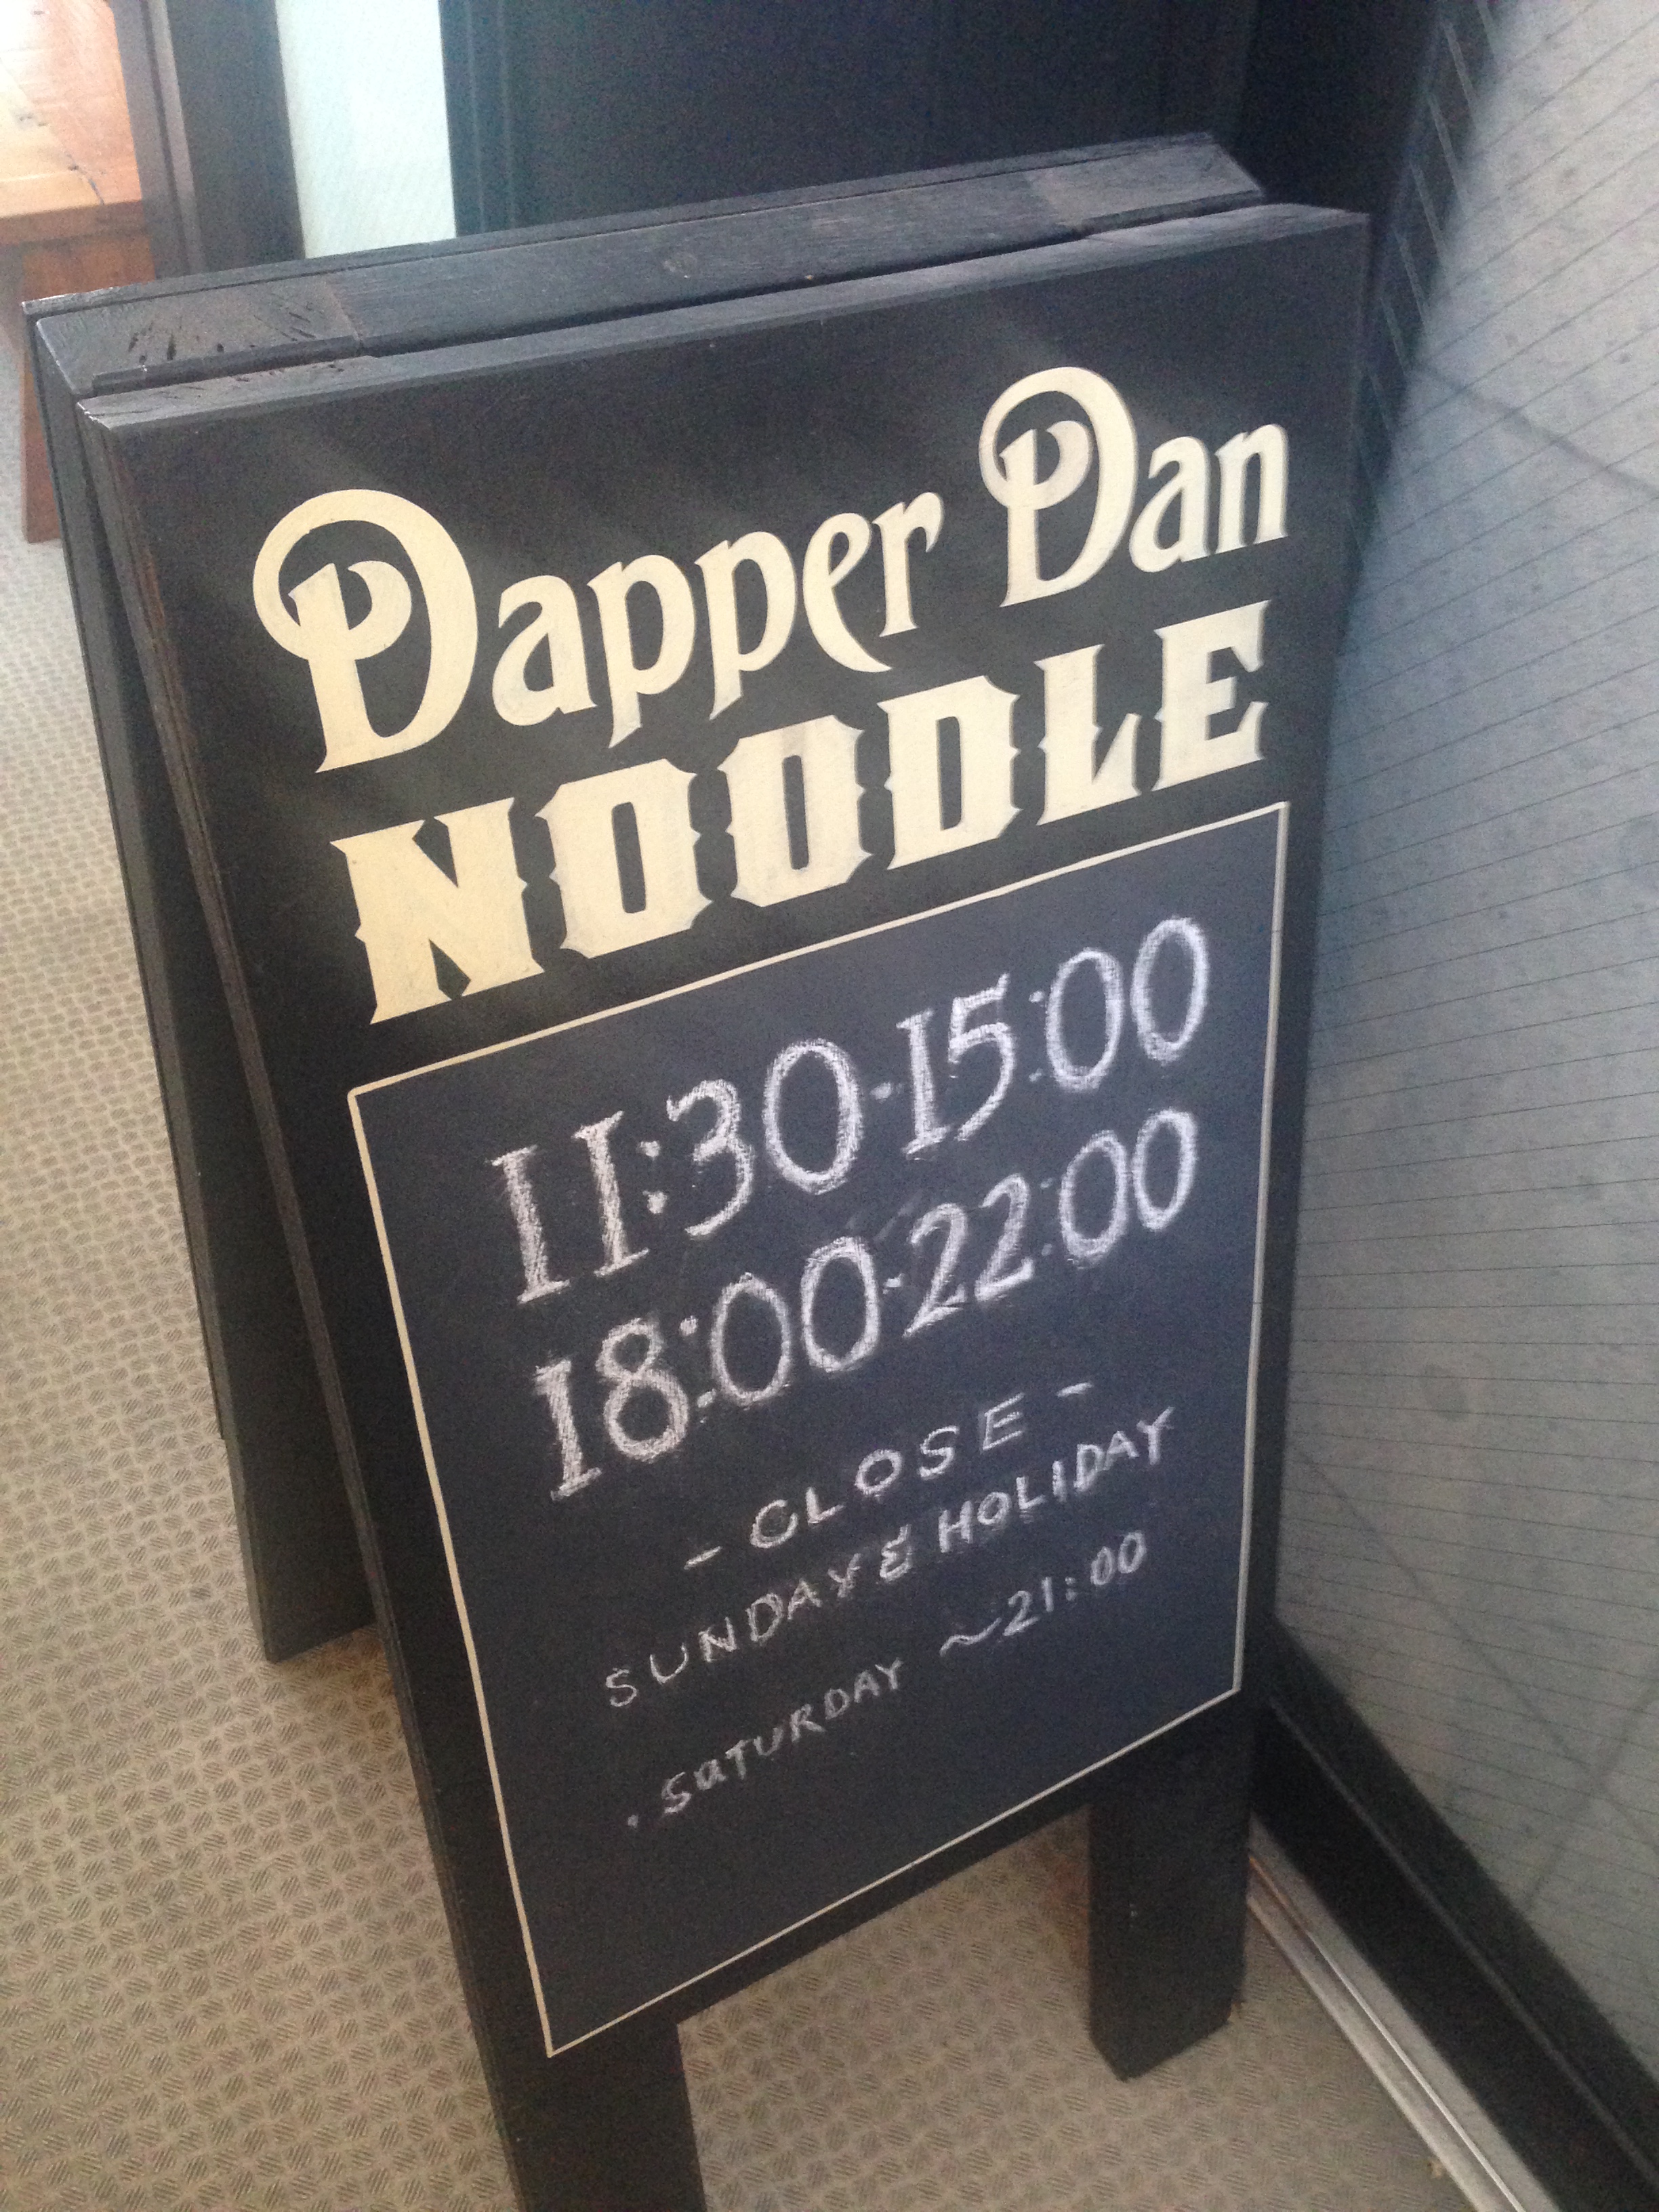 Dapper Dan
NOODLE
11:30-15:00
18:00-22:00
- CLOSE -
SUNDAY & HOLIDAY
. SATURDAY ~21:00